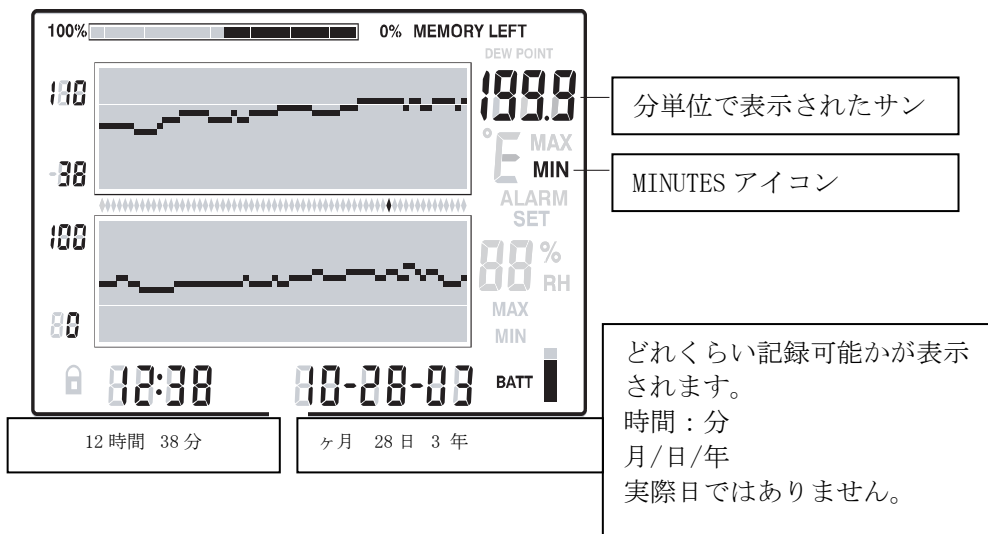 100% 0% MEMORY LEFT
DEW POINT
110
199.9
分単位で表示されたサン
°E MAX
-38
MIN
MINUTES アイコン
ALARM
SET
100
88 %
RH
MAX
0
MIN
どれくらい記録可能かが表示
されます。
時間：分
月/日/年
実際日ではありません。
12:38 10-28-03 BATT
12 時間 38 分
ヶ月 28 日 3 年